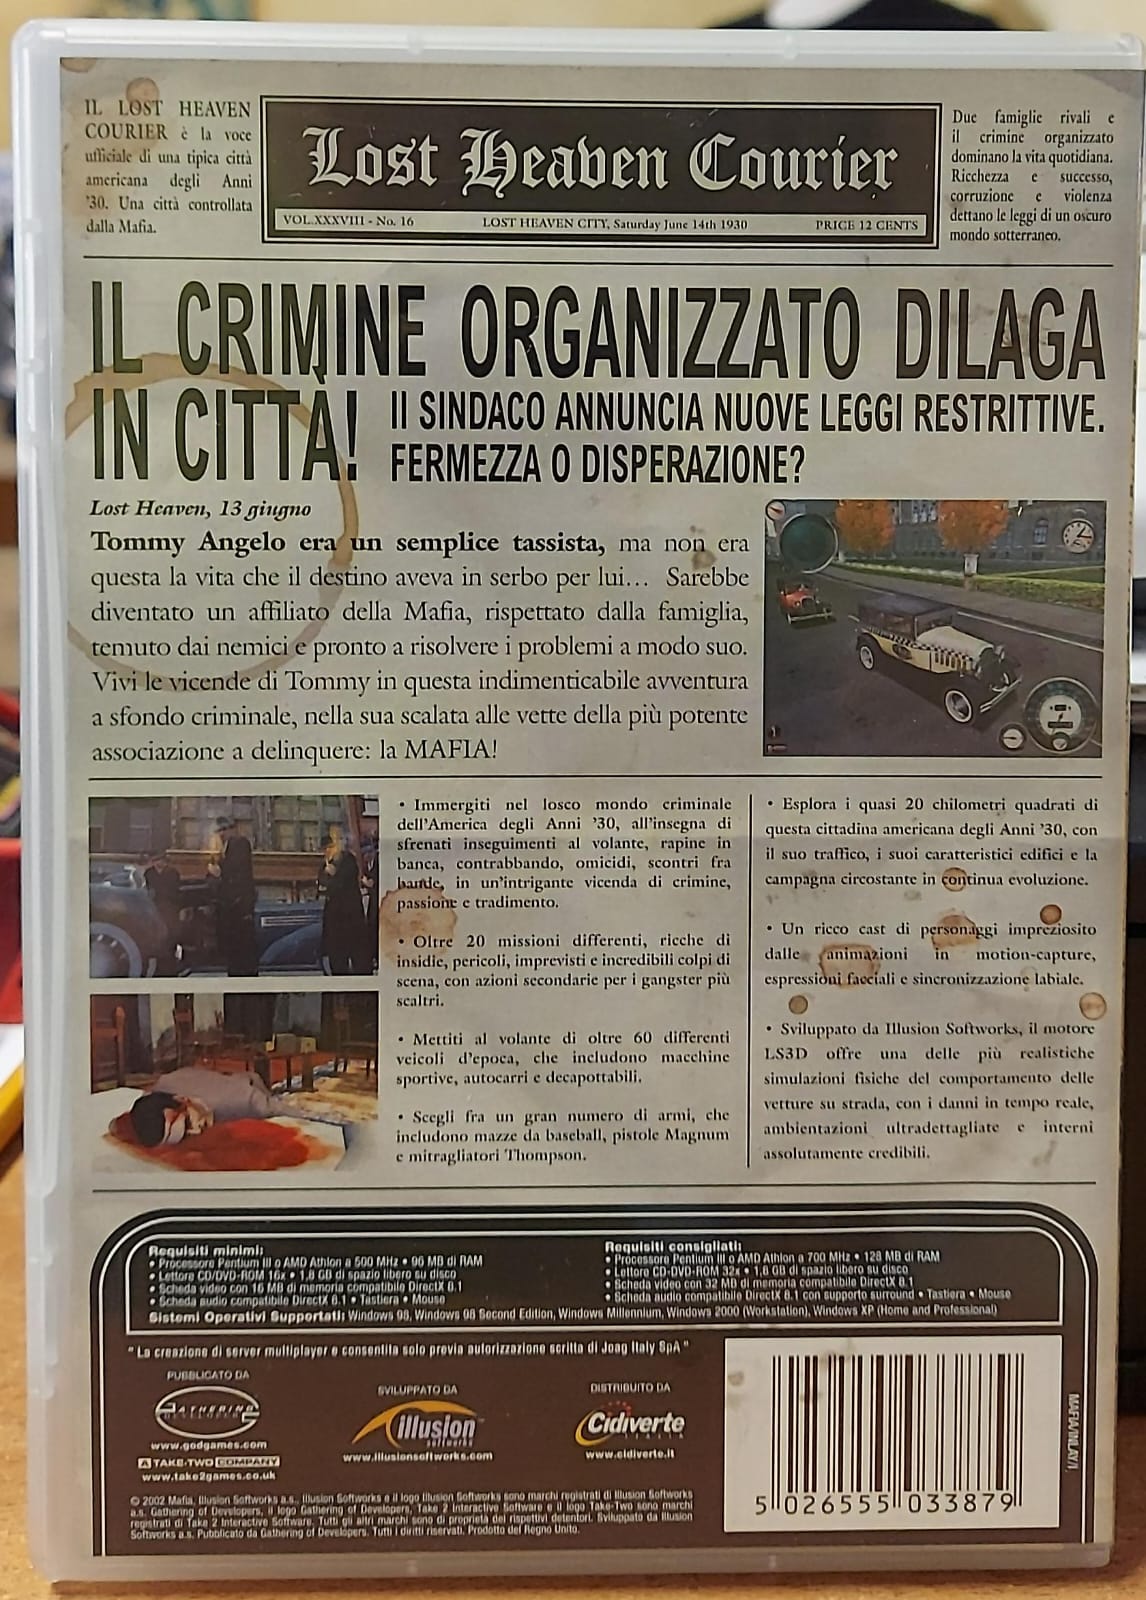 IL LOST HEAVEN
COURIER è la voce
ufficiale di una tipica città
americana degli Anni
'30. Una città controllata
dalla Mafia.
Lost Heaven Courier
VOL.XXXVIII - No. 16 LOST HEAVEN CITY, Saturday June 14th 1930 PRICE 12 CENTS
Due famiglie rivali e
il crimine organizzato
dominano la vita quotidiana.
Ricchezza e successo,
corruzione e violenza
dettano le leggi di un oscuro
mondo sotterraneo.
IL CRIMINE ORGANIZZATO DILAGA
IN CITTÀ!
Il SINDACO ANNUNCIA NUOVE LEGGI RESTRITTIVE.
FERMEZZA O DISPERAZIONE?
Lost Heaven, 13 giugno
Tommy Angelo era un semplice tassista, ma non era
questa la vita che il destino aveva in serbo per lui... Sarebbe
diventato un affiliato della Mafia, rispettato dalla famiglia,
temuto dai nemici e pronto a risolvere i problemi a modo suo.
Vivi le vicende di Tommy in questa indimenticabile avventura
a sfondo criminale, nella sua scalata alle vette della più potente
associazione a delinquere: la MAFIA!
• Immergiti nel losco mondo criminale
dell'America degli Anni '30, all'insegna di
sfrenati inseguimenti al volante, rapine in
banca, contrabbando, omicidi, scontri fra
bande, in un'intrigante vicenda di crimine,
passione e tradimento.
• Oltre 20 missioni differenti, ricche di
insidie, pericoli, imprevisti e incredibili colpi di
scena, con azioni secondarie per i gangster più
scaltri.
• Mettiti al volante di oltre 60 differenti
veicoli d'epoca, che includono macchine
sportive, autocarri e decapottabili.
• Scegli fra un gran numero di armi, che
includono mazze da baseball, pistole Magnum
e mitragliatori Thompson.
• Esplora i quasi 20 chilometri quadrati di
questa cittadina americana degli Anni '30, con
il suo traffico, i suoi caratteristici edifici e la
campagna circostante in continua evoluzione.
• Un ricco cast di personaggi impreziosito
dalle animazioni in motion-capture,
espressioni facciali e sincronizzazione labiale.
• Sviluppato da Illusion Softworks, il motore
LS3D offre una delle più realistiche
simulazioni fisiche del comportamento delle
vetture su strada, con i danni in tempo reale,
ambientazioni ultradettagliate e interni
assolutamente credibili.
Requisiti minimi:
• Processore Pentium III o AMD Athlon a 500 MHz • 96 MB di RAM
• Lettore CD/DVD-ROM 16x • 1,8 GB di spazio libero su disco
• Scheda video con 16 MB di memoria compatibile DirectX 8.1
• Scheda audio compatibile DirectX 8.1 • Tastiera • Mouse
Requisiti consigliati:
• Processore Pentium III o AMD Athlon a 700 MHz • 128 MB di RAM
• Lettore CD-DVD-ROM 32x • 1,8 GB di spazio libero su disco
• Scheda video con 32 MB di memoria compatibile DirectX 8.1
• Scheda audio compatibile DirectX 8.1 con supporto surround • Tastiera • Mouse
Sistemi Operativi Supportati: Windows 98, Windows 98 Second Edition, Windows Millennium, Windows 2000 (Workstation), Windows XP (Home and Professional)
"La creazione di server multiplayer è consentita solo previa autorizzazione scritta di Joag Italy SpA"
PUBBLICATO DA
GATHERING
www.godgames.com
A TAKE-TWO COMPANY
www.take2games.co.uk
SVILUPPATO DA
illusion
softworks
www.illusionsoftworks.com
DISTRIBUITO DA
Cidiverte
ITALIA
www.cidiverte.it
© 2002 Mafia, Illusion Softworks a.s., Illusion Softworks e il logo Illusion Softworks sono marchi registrati di Illusion Softworks
a.s. Gathering of Developers, il logo Gathering of Developers, Take 2 Interactive Software e il logo Take-Two sono marchi
registrati di Take 2 Interactive Software. Tutti gli altri marchi sono di proprietà dei rispettivi detentori. Sviluppato da Illusion
Softworks a.s. Pubblicato da Gathering of Developers. Tutti i diritti riservati. Prodotto del Regno Unito.
5 026555 033879
MAFIA/INLAY/I.